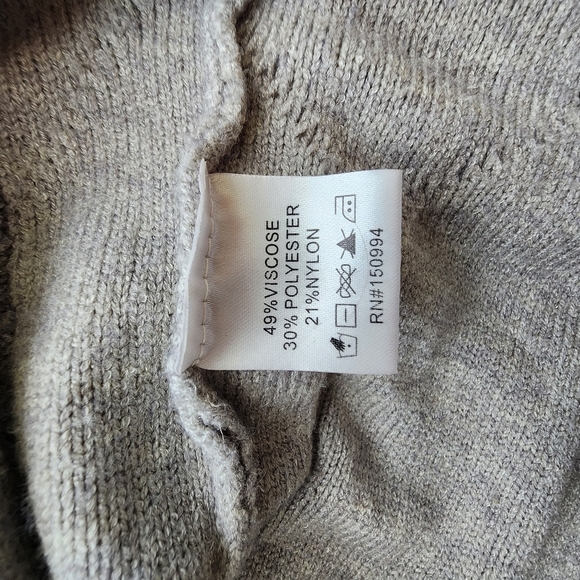 49%VISCOSE
30% POLYESTER
21%NYLON
RN#150994